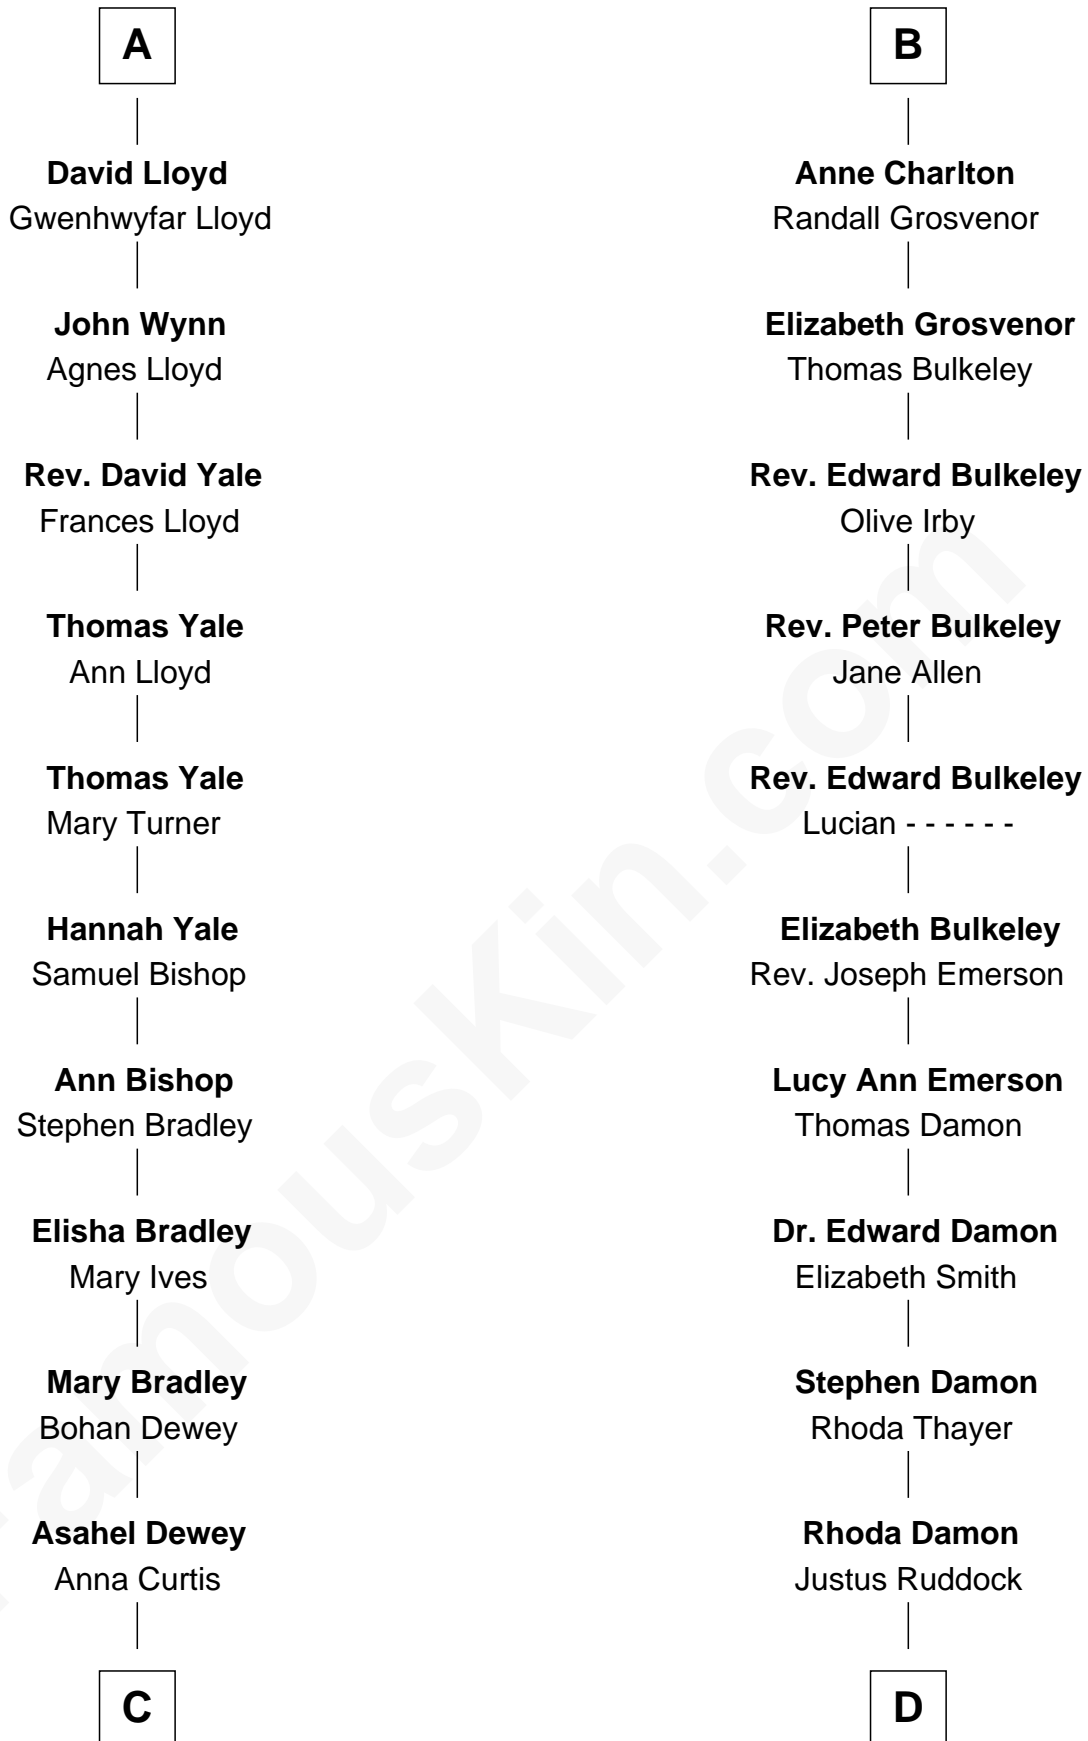 A
David Lloyd
Gwenhwyfar Lloyd
John Wynn
Agnes Lloyd
Rev. David Yale
Frances Lloyd
Thomas Yale
Ann Lloyd
Thomas Yale
Mary Turner
Hannah Yale
Samuel Bishop
Ann Bishop
Stephen Bradley
Elisha Bradley
Mary Ives
Mary Bradley
Bohan Dewey
Asahel Dewey
Anna Curtis
C
B
Anne Charlton
Randall Grosvenor
Elizabeth Grosvenor
Thomas Bulkeley
Rev. Edward Bulkeley
Olive Irby
Rev. Peter Bulkeley
Jane Allen
Rev. Edward Bulkeley
Lucian - - - - - -
Elizabeth Bulkeley
Rev. Joseph Emerson
Lucy Ann Emerson
Thomas Damon
Dr. Edward Damon
Elizabeth Smith
Stephen Damon
Rhoda Thayer
Rhoda Damon
Justus Ruddock
D
FamousKin.com